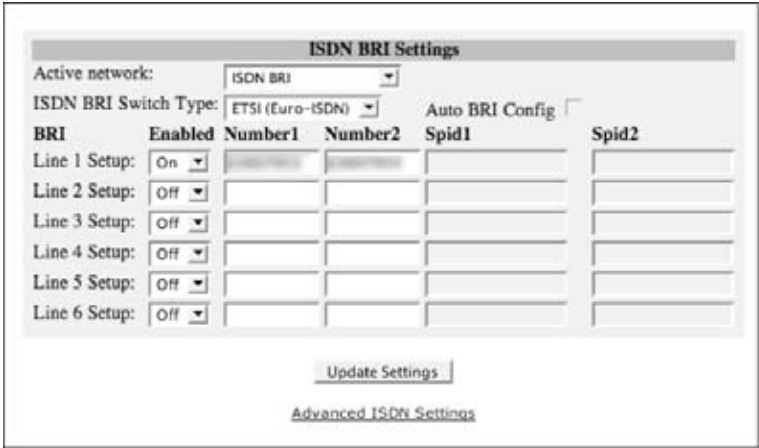 ISDN BRI Settings
Active network: ISDN BRI
ISDN BRI Switch Type: ETSI (Euro-ISDN) Auto BRI Config
BRI Enabled Number1 Number2 Spid1 Spid2
Line 1 Setup: On
Line 2 Setup: Off
Line 3 Setup: Off
Line 4 Setup: Off
Line 5 Setup: Off
Line 6 Setup: Off
Update Settings
Advanced ISDN Settings